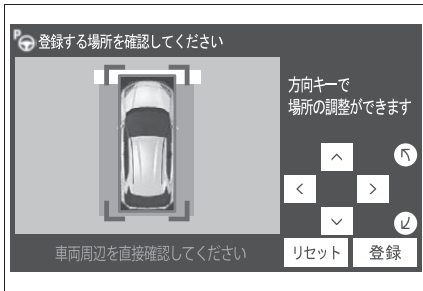 P
登録する場所を確認してください
方向キーで
場所の調整ができます
車両周辺を直接確認してください
リセット
登録